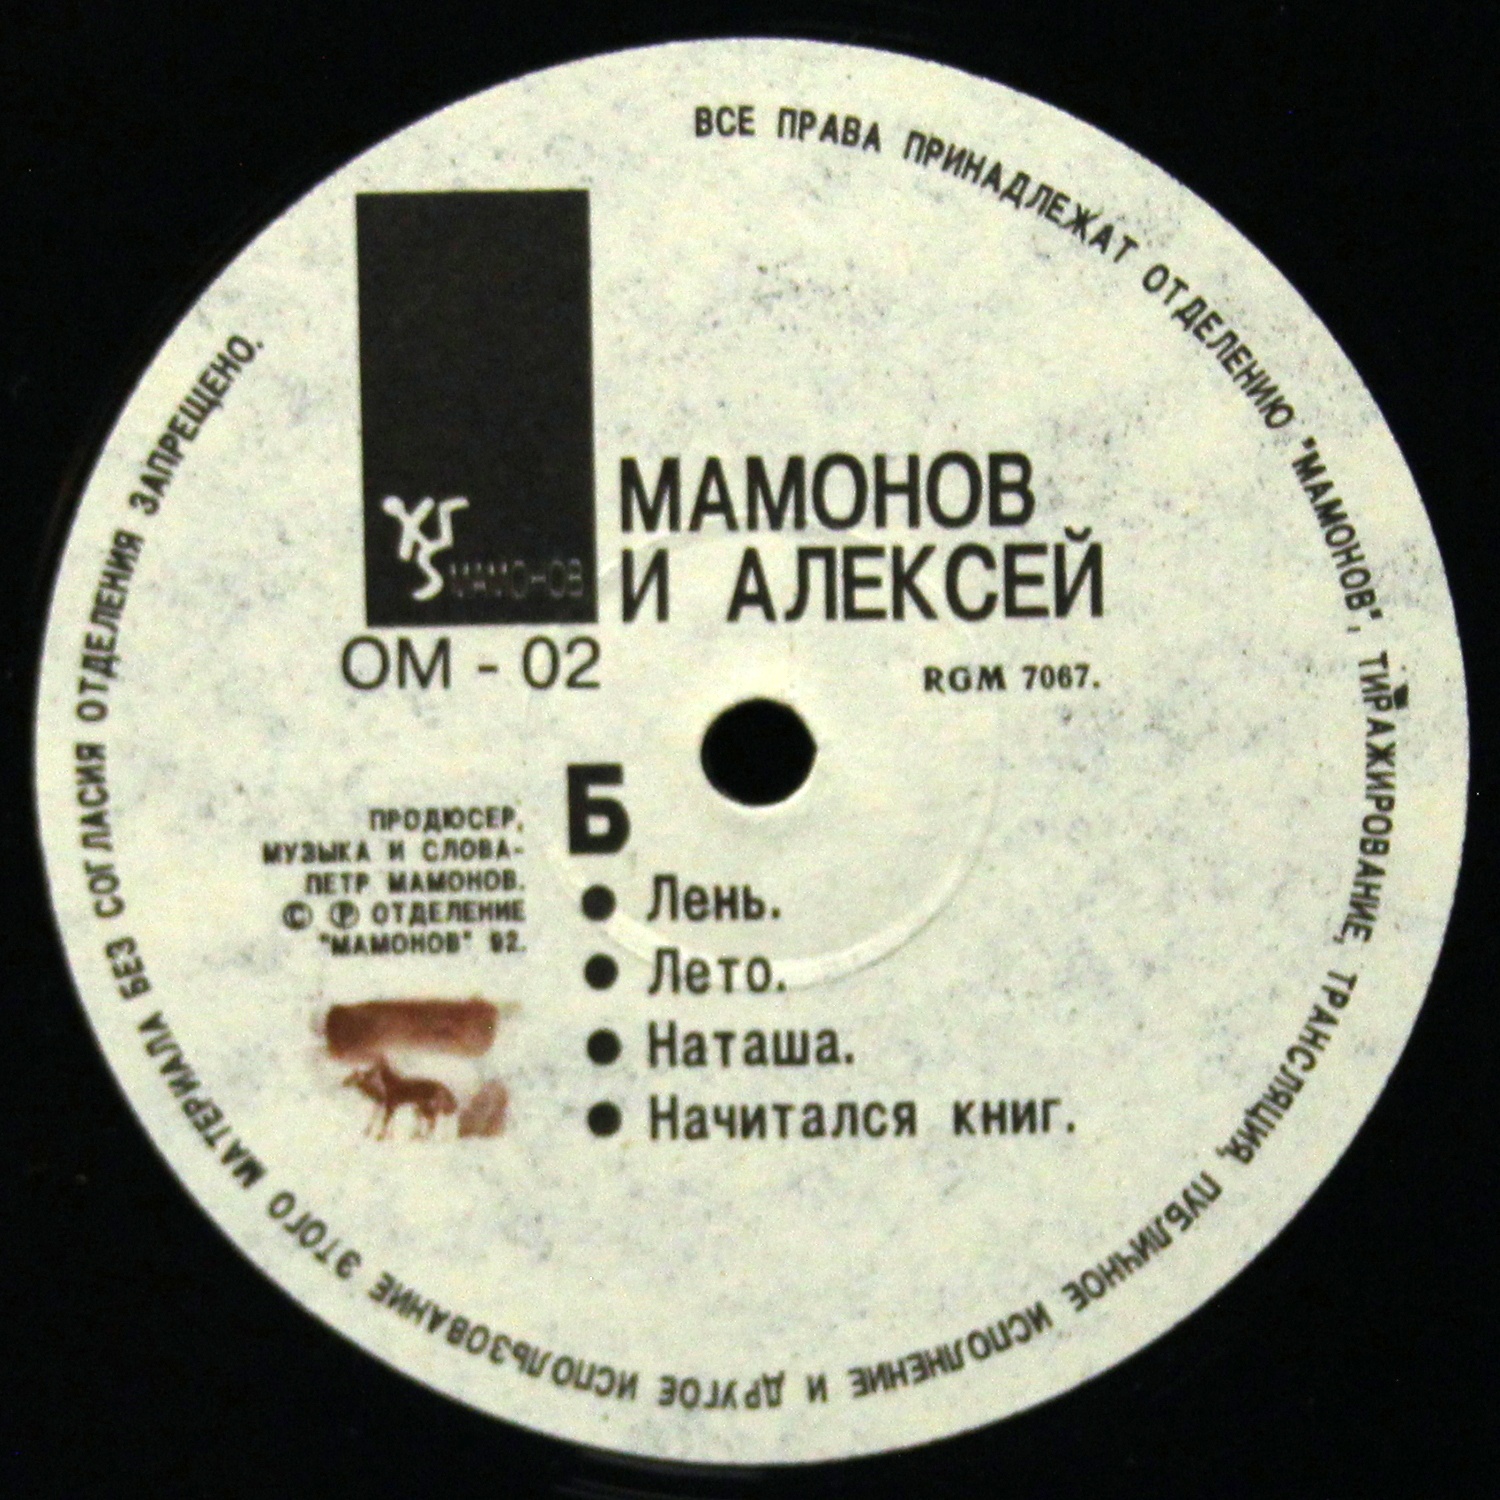 ВСЕ ПРАВА ПРИНАДЛЕЖАТ ОТДЕЛЕНИЮ "МАМОНОВ", ТИРАЖИРОВАНИЕ, ТРАНСЛЯЦИЯ, ПУБЛИЧНОЕ ИСПОЛНЕНИЕ И ДРУГОЕ ИСПОЛЬЗОВАНИЕ ЭТОГО МАТЕРИАЛА БЕЗ СОГЛАСИЯ ОТДЕЛЕНИЯ ЗАПРЕЩЕНО.
МАМОНОВ
МАМОНОВ
И АЛЕКСЕЙ
ОМ - 02
RGM 7067.
Б
ПРОДЮСЕР,
МУЗЫКА И СЛОВА-
ПЕТР МАМОНОВ.
© ℗ ОТДЕЛЕНИЕ
"МАМОНОВ" 92.
• Лень.
• Лето.
• Наташа.
• Начитался книг.